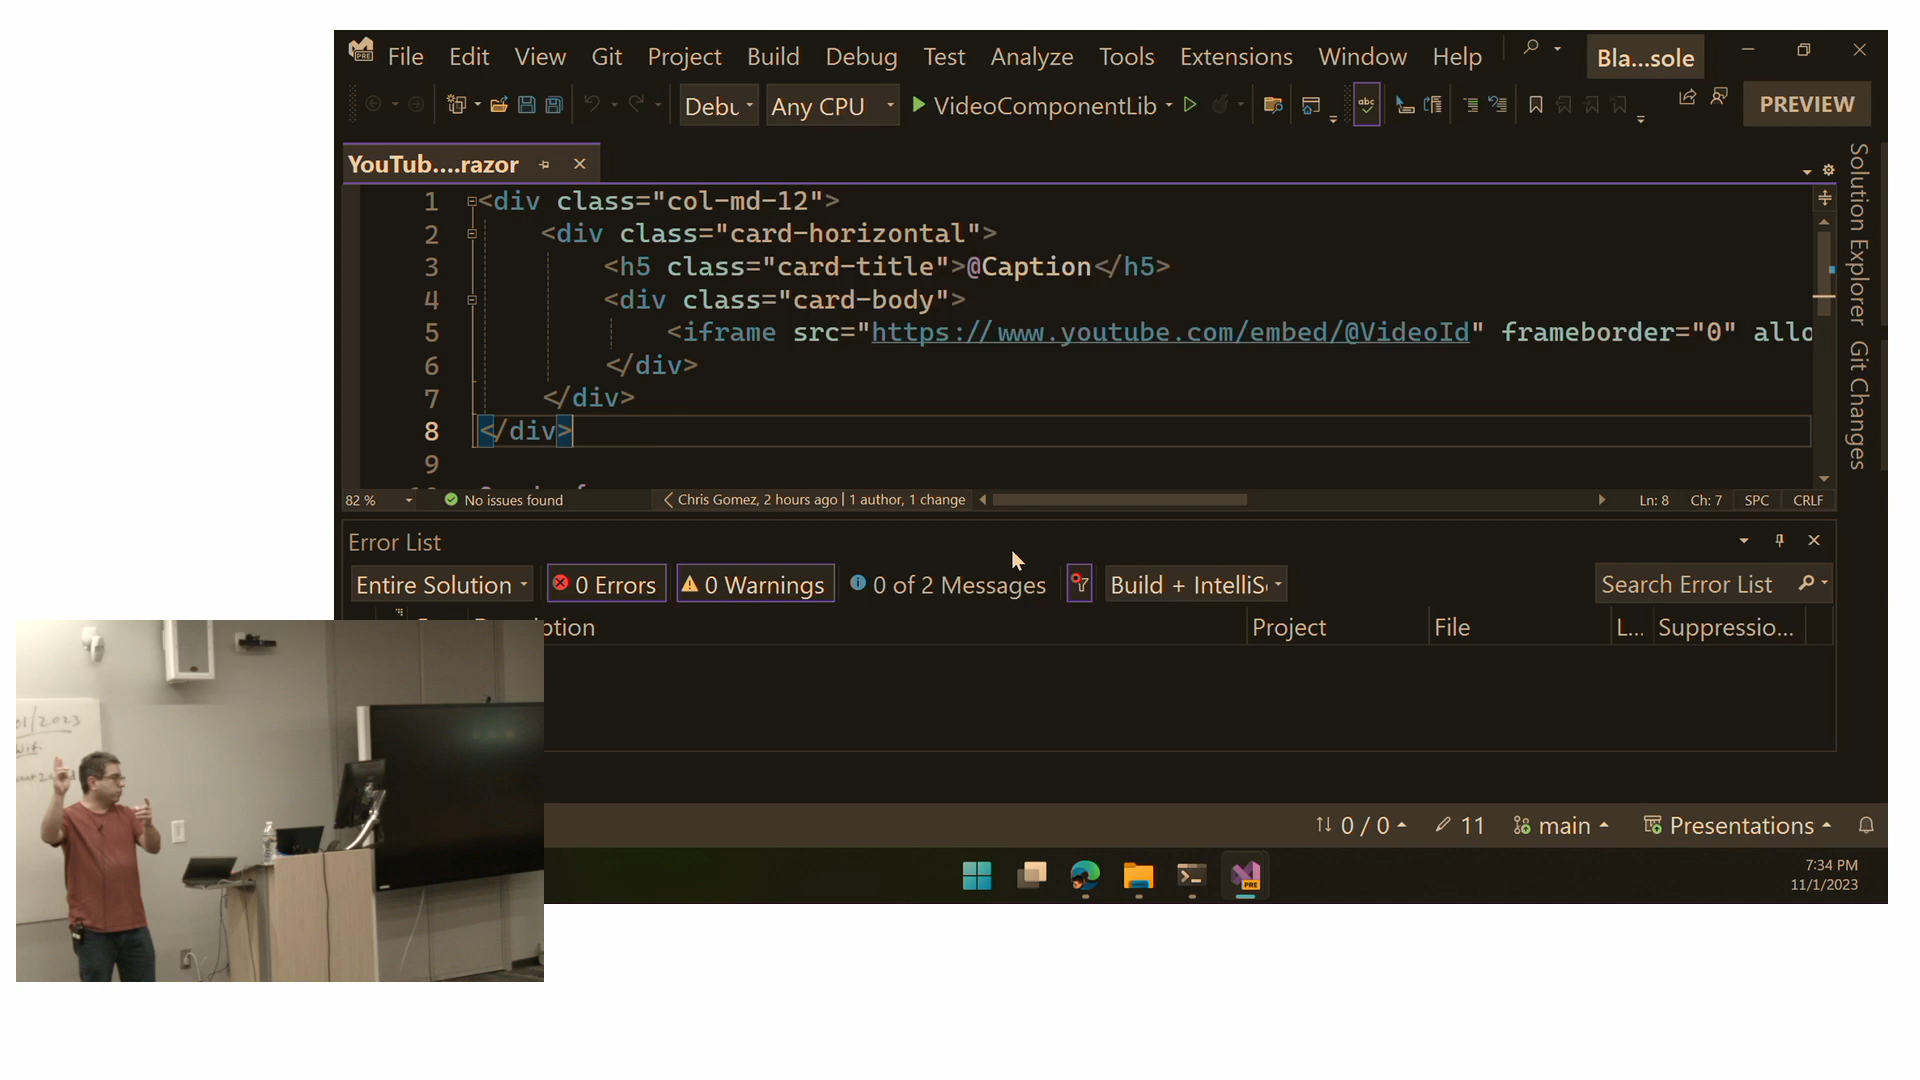 File Edit View Git Project Build Debug Test Analyze Tools Extensions Window Help Bla...sole
Debu Any CPU VideoComponentLib PREVIEW
YouTub....razor
1 <div class="col-md-12">
2 <div class="card-horizontal">
3 <h5 class="card-title">@Caption</h5>
4 <div class="card-body">
5 <iframe src="https://www.youtube.com/embed/@VideoId" frameborder="0" allo
6 </div>
7 </div>
8 </div>
9
82 % No issues found Chris Gomez, 2 hours ago | 1 author, 1 change Ln: 8 Ch: 7 SPC CRLF
Solution Explorer
Git Changes
Error List
Entire Solution 0 Errors 0 Warnings 0 of 2 Messages Build + IntelliS Search Error List
Project File L... Suppressio...
0 / 0 11 main Presentations
7:34 PM
11/1/2023
01/2023